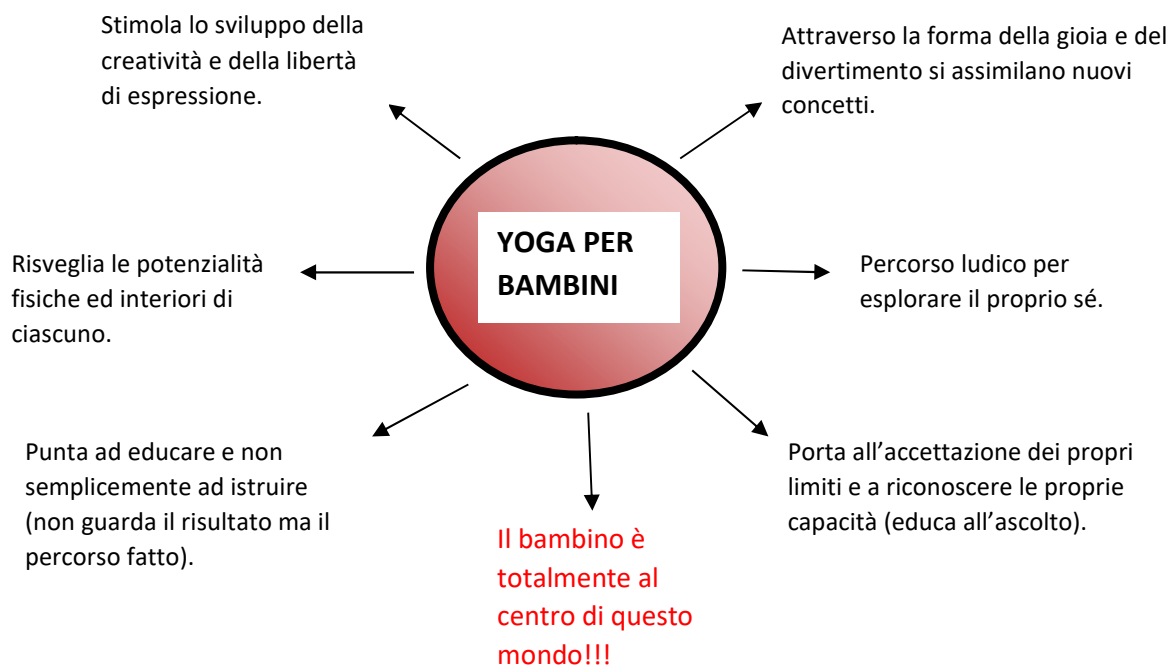 Stimola lo sviluppo della
creatività e della libertà
di espressione.
Attraverso la forma della gioia e del
divertimento si assimilano nuovi
concetti.
YOGA PER
BAMBINI
Risveglia le potenzialità
fisiche ed interiori di
ciascuno.
Percorso ludico per
esplorare il proprio sé.
Punta ad educare e non
semplicemente ad istruire
(non guarda il risultato ma il
percorso fatto).
Porta all’accettazione dei propri
limiti e a riconoscere le proprie
capacità (educa all’ascolto).
Il bambino è
totalmente al
centro di questo
mondo!!!